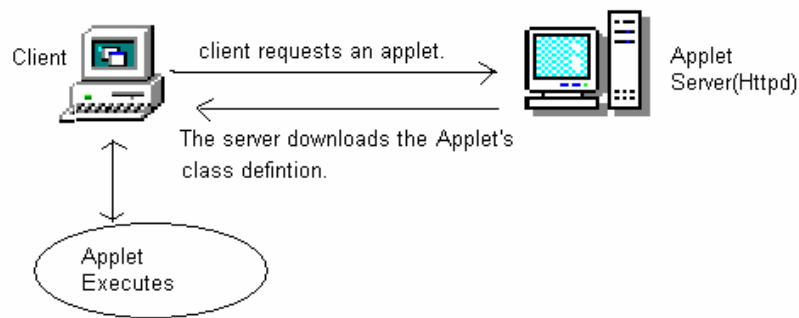 Client
client requests an applet.
Applet
Server(Httpd)
The server downloads the Applet's
class defintion.
Applet
Executes